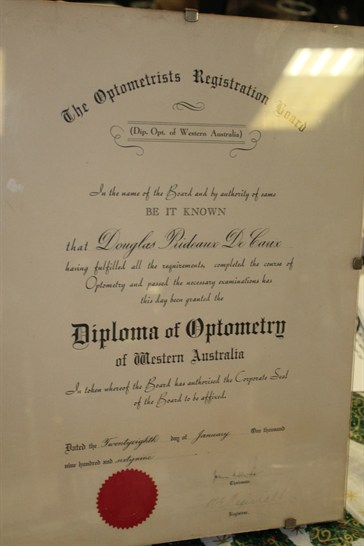 The Optometrists Registration Board
(Dip. Opt. of Western Australia)
In the name of the Board and by authority of same
BE IT KNOWN
that Douglas Prideaux De Caux
having fulfilled all the requirements, completed the course of
Optometry and passed the necessary examinations has
this day been granted the
Diploma of Optometry
of Western Australia
In token whereof the Board has authorised the Corporate Seal
of the Board to be affixed.
Dated the Twentyeighth day of January One thousand
nine hundred and sixtynine
Chairman.
Registrar.